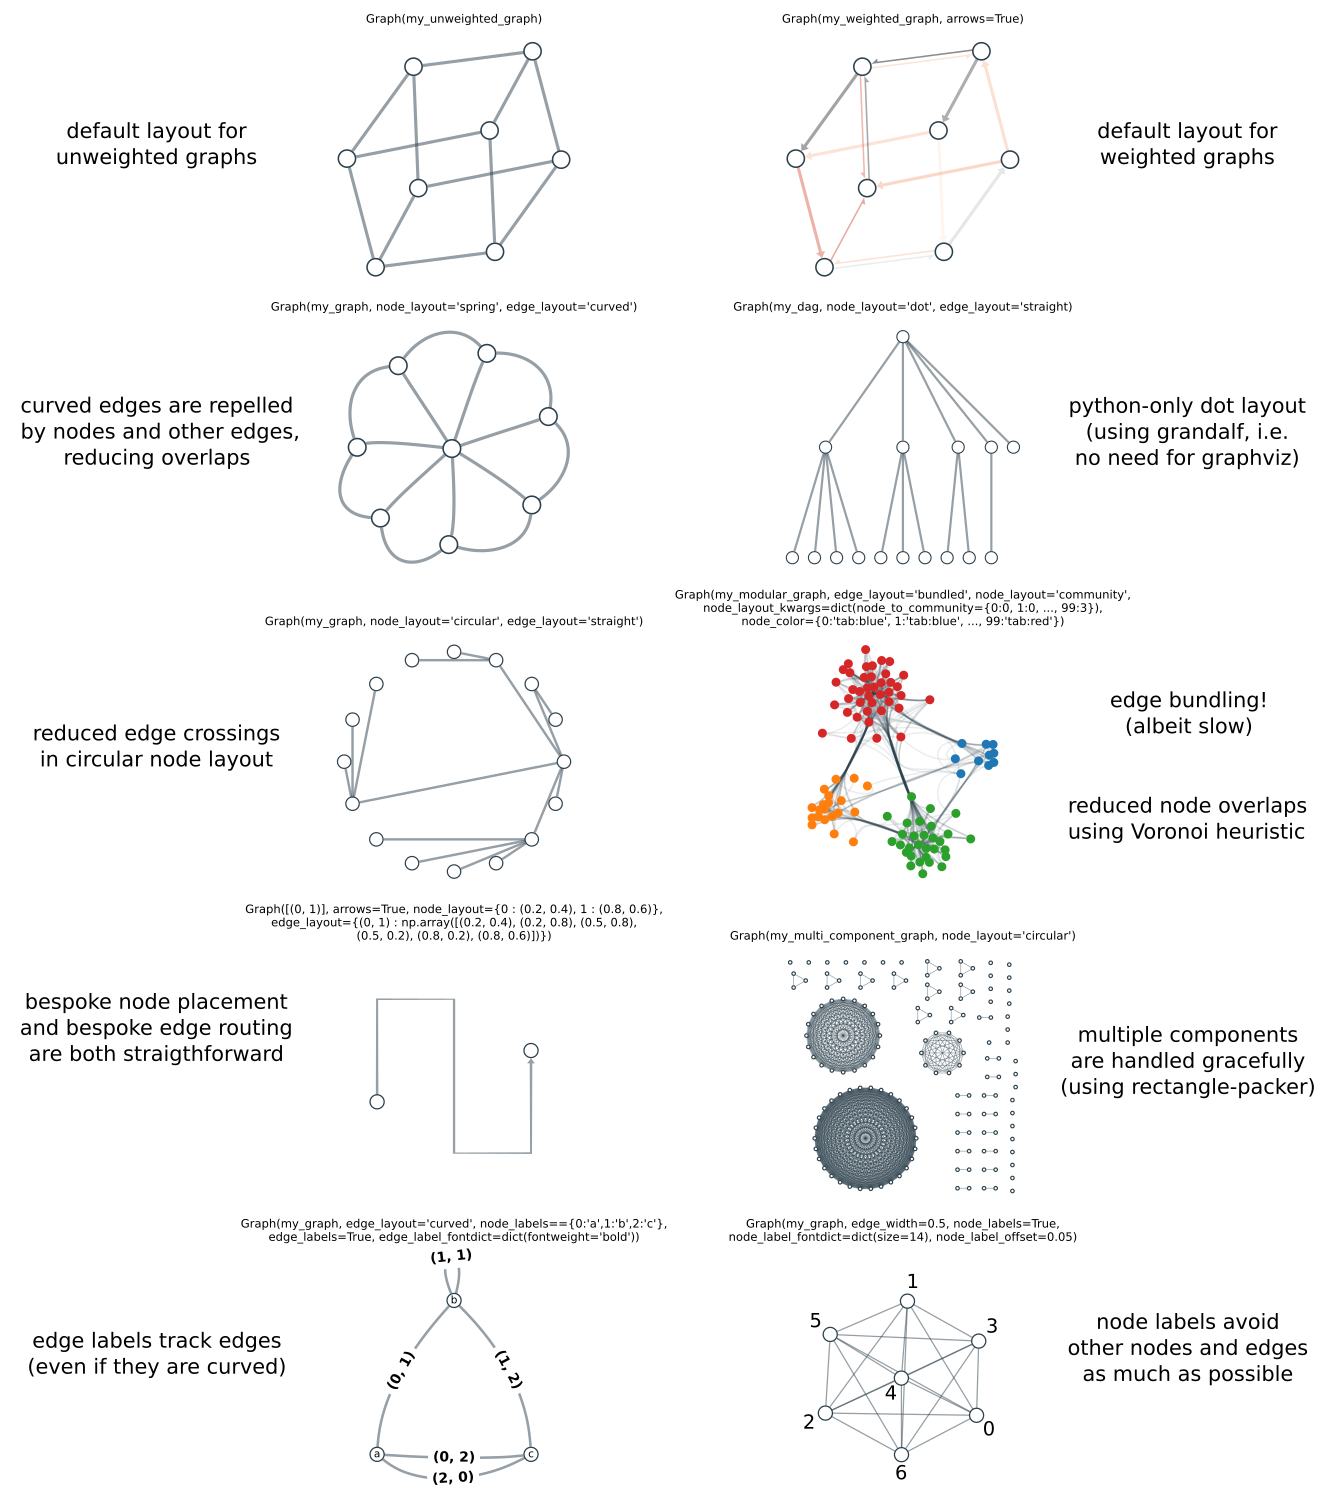 Graph(my_unweighted_graph)
Graph(my_weighted_graph, arrows=True)
default layout for
unweighted graphs
default layout for
weighted graphs
Graph(my_graph, node_layout='spring', edge_layout='curved')
Graph(my_dag, node_layout='dot', edge_layout='straight')
curved edges are repelled
by nodes and other edges,
reducing overlaps
python-only dot layout
(using grandalf, i.e.
no need for graphviz)
Graph(my_graph, node_layout='circular', edge_layout='straight')
Graph(my_modular_graph, edge_layout='bundled', node_layout='community',
node_layout_kwargs=dict(node_to_community={0:0, 1:0, ..., 99:3}),
node_color={0:'tab:blue', 1:'tab:blue', ..., 99:'tab:red'})
reduced edge crossings
in circular node layout
edge bundling!
(albeit slow)
reduced node overlaps
using Voronoi heuristic
Graph([(0, 1)], arrows=True, node_layout={0 : (0.2, 0.4), 1 : (0.8, 0.6)},
edge_layout={(0, 1) : np.array([(0.2, 0.4), (0.2, 0.8), (0.5, 0.8),
(0.5, 0.2), (0.8, 0.2), (0.8, 0.6)])})
Graph(my_multi_component_graph, node_layout='circular')
bespoke node placement
and bespoke edge routing
are both straigthforward
multiple components
are handled gracefully
(using rectangle-packer)
Graph(my_graph, edge_layout='curved', node_labels=={0:'a',1:'b',2:'c'},
edge_labels=True, edge_label_fontdict=dict(fontweight='bold'))
Graph(my_graph, edge_width=0.5, node_labels=True,
node_label_fontdict=dict(size=14), node_label_offset=0.05)
edge labels track edges
(even if they are curved)
(1, 1)
b
(0, 1)
(1, 2)
a
(0, 2)
c
(2, 0)
1
5
3
4
2
0
6
node labels avoid
other nodes and edges
as much as possible